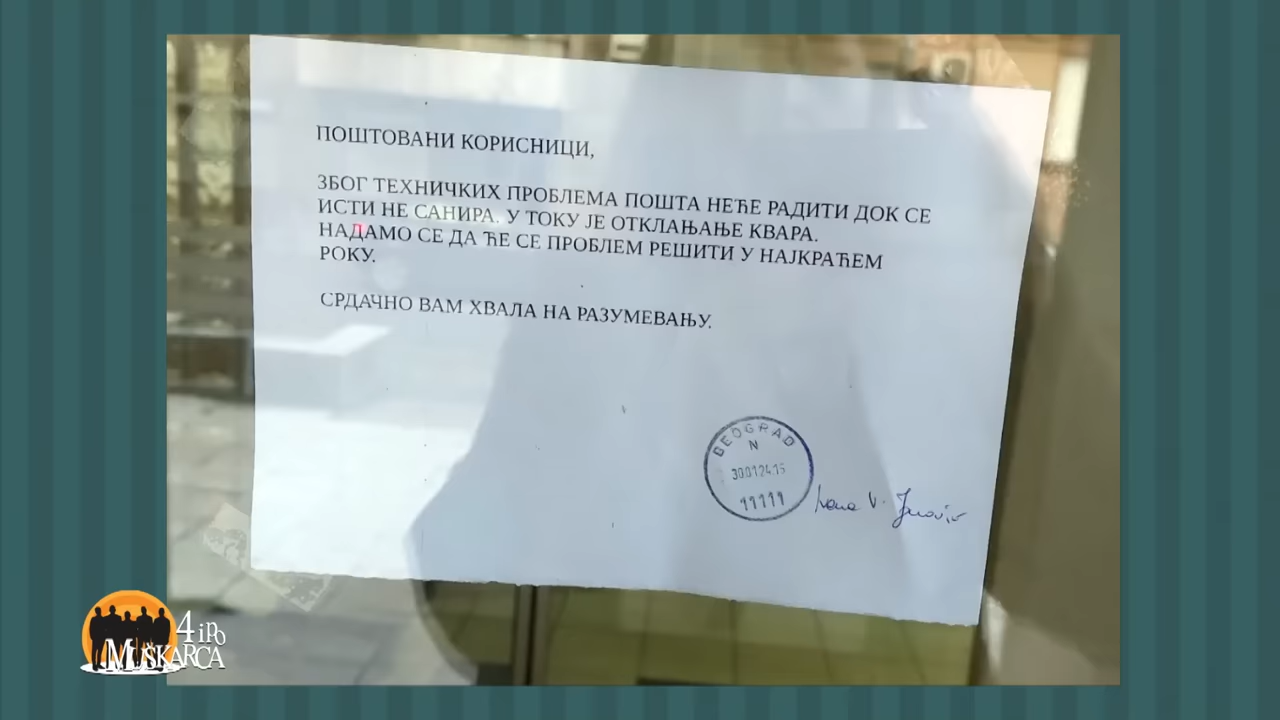 ПОШТОВАНИ КОРИСНИЦИ,
ЗБОГ ТЕХНИЧКИХ ПРОБЛЕМА ПОШТА НЕЋЕ РАДИТИ ДОК СЕ
ИСТИ НЕ САНИРА. У ТОКУ ЈЕ ОТКЛАЊАЊЕ КВАРА.
НАДАМО СЕ ДА ЋЕ СЕ ПРОБЛЕМ РЕШИТИ У НАЈКРАЋЕМ
РОКУ.
СРДАЧНО ВАМ ХВАЛА НА РАЗУМЕВАЊУ.
BEOGRAD
N
11111
4 i PO
MUŠKARCA